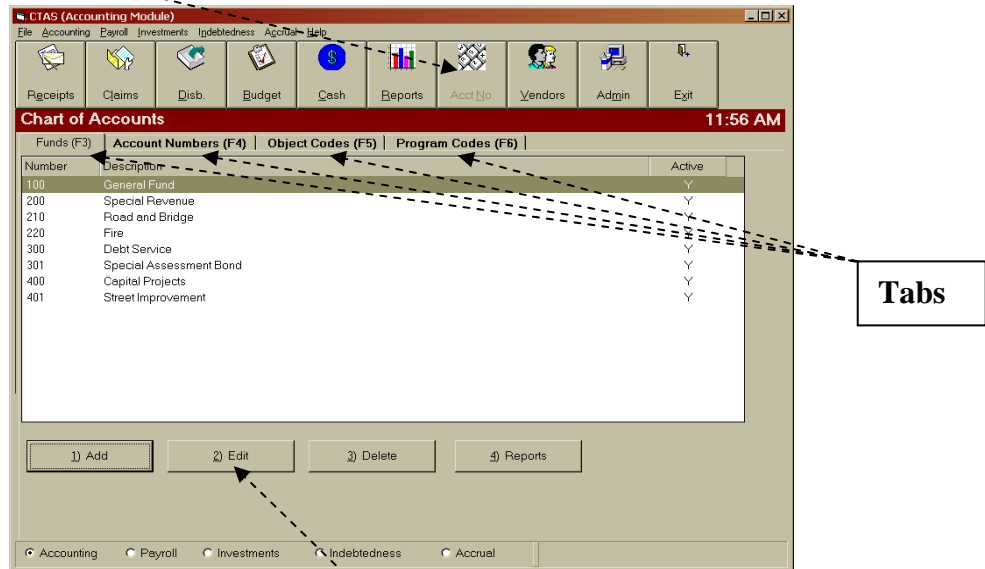 CTAS (Accounting Module)
File Accounting Payroll Investments Indebtedness Accrual Help
Receipts Claims Disb. Budget Cash Reports Acct No. Vendors Admin Exit
Chart of Accounts 11:56 AM
Funds (F3) Account Numbers (F4) Object Codes (F5) Program Codes (F6)
Number Description Active
100 General Fund Y
200 Special Revenue Y
210 Road and Bridge Y
220 Fire Y
300 Debt Service Y
301 Special Assessment Bond Y
400 Capital Projects Y
401 Street Improvement Y
Tabs
1) Add 2) Edit 3) Delete 4) Reports
Accounting Payroll Investments Indebtedness Accrual